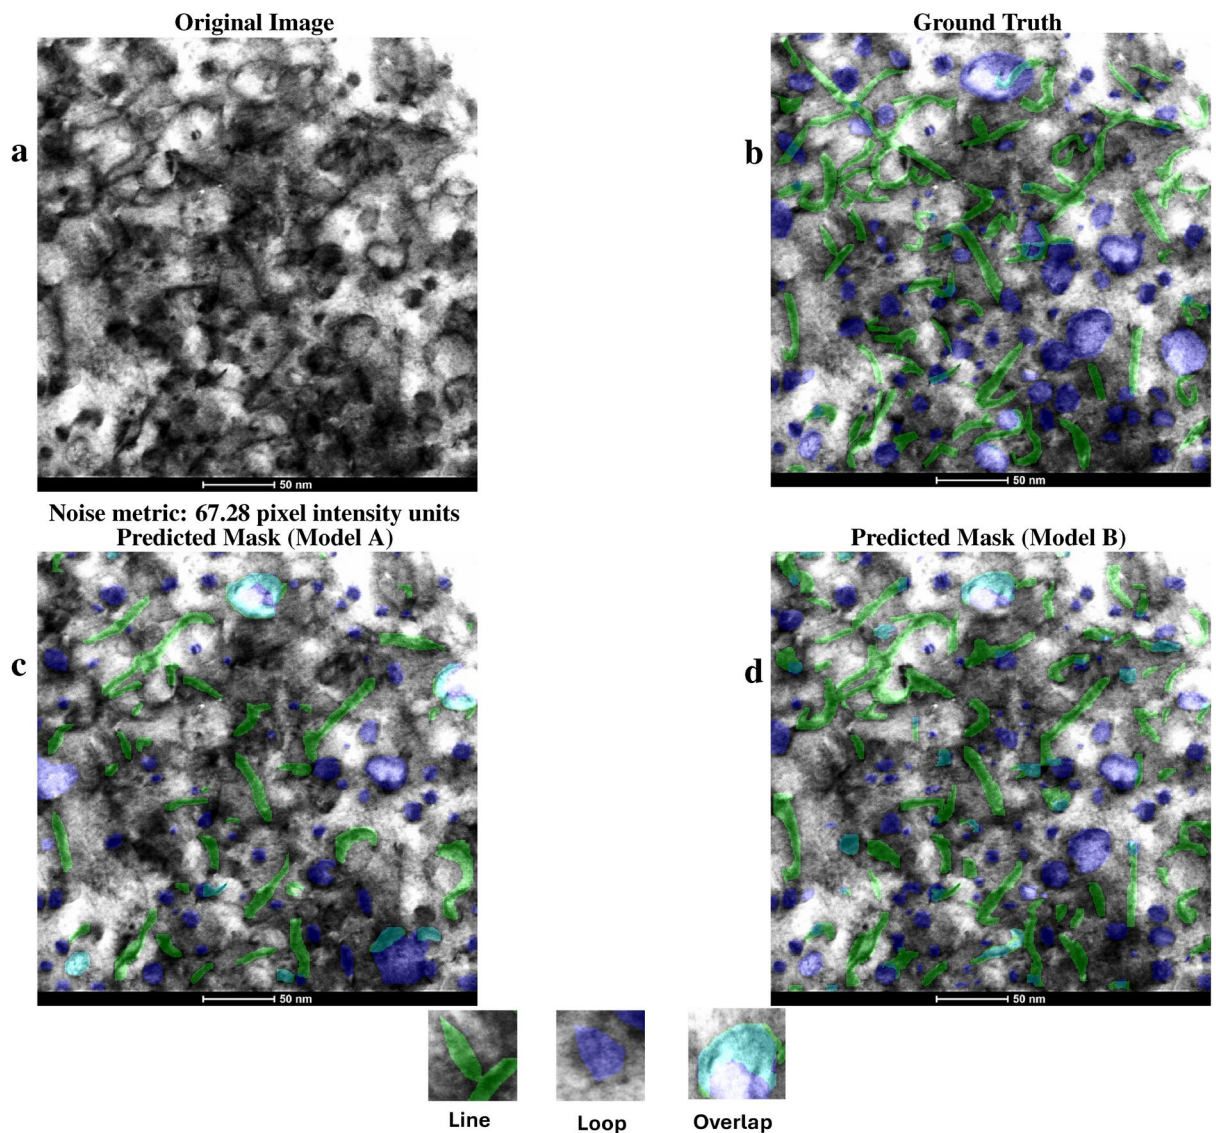 Original Image
Ground Truth
a
b
50 nm
50 nm
Noise metric: 67.28 pixel intensity units
Predicted Mask (Model A)
Predicted Mask (Model B)
c
d
50 nm
50 nm
Line
Loop
Overlap